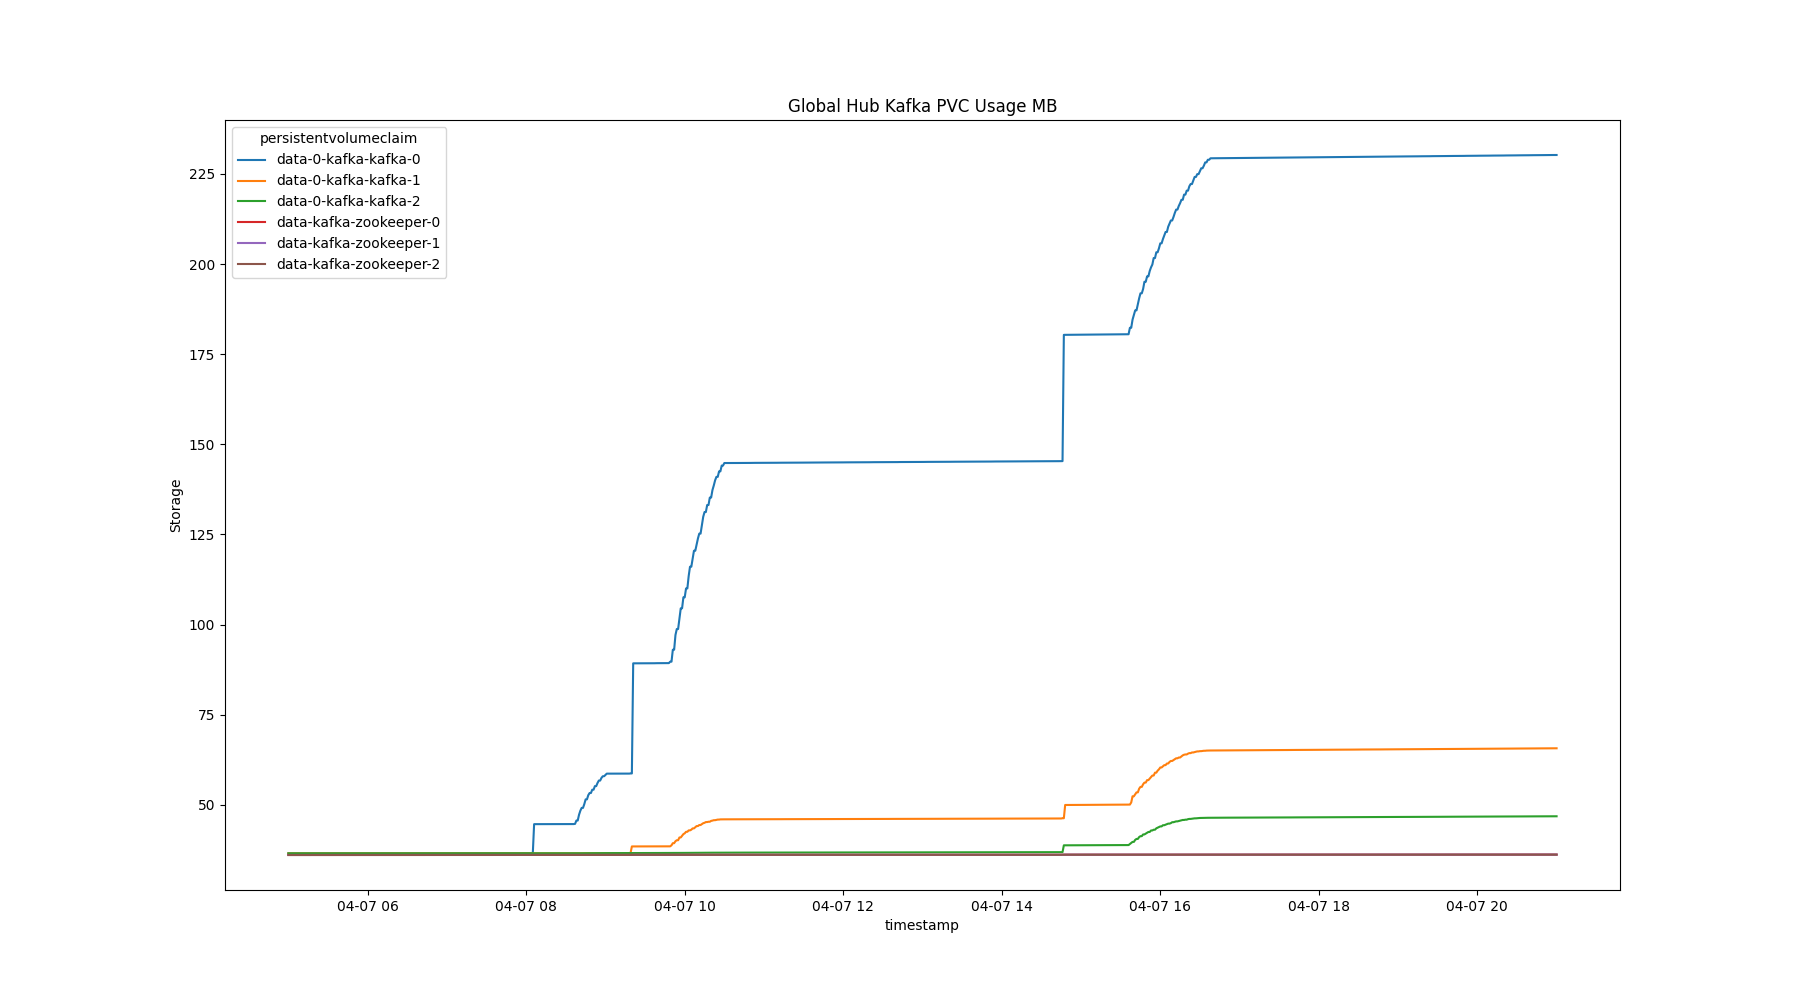 Global Hub Kafka PVC Usage MB
persistentvolumeclaim
data-0-kafka-kafka-0
data-0-kafka-kafka-1
data-0-kafka-kafka-2
data-kafka-zookeeper-0
data-kafka-zookeeper-1
data-kafka-zookeeper-2
225
200
175
150
125
100
75
50
Storage
04-07 06 04-07 08 04-07 10 04-07 12 04-07 14 04-07 16 04-07 18 04-07 20
timestamp